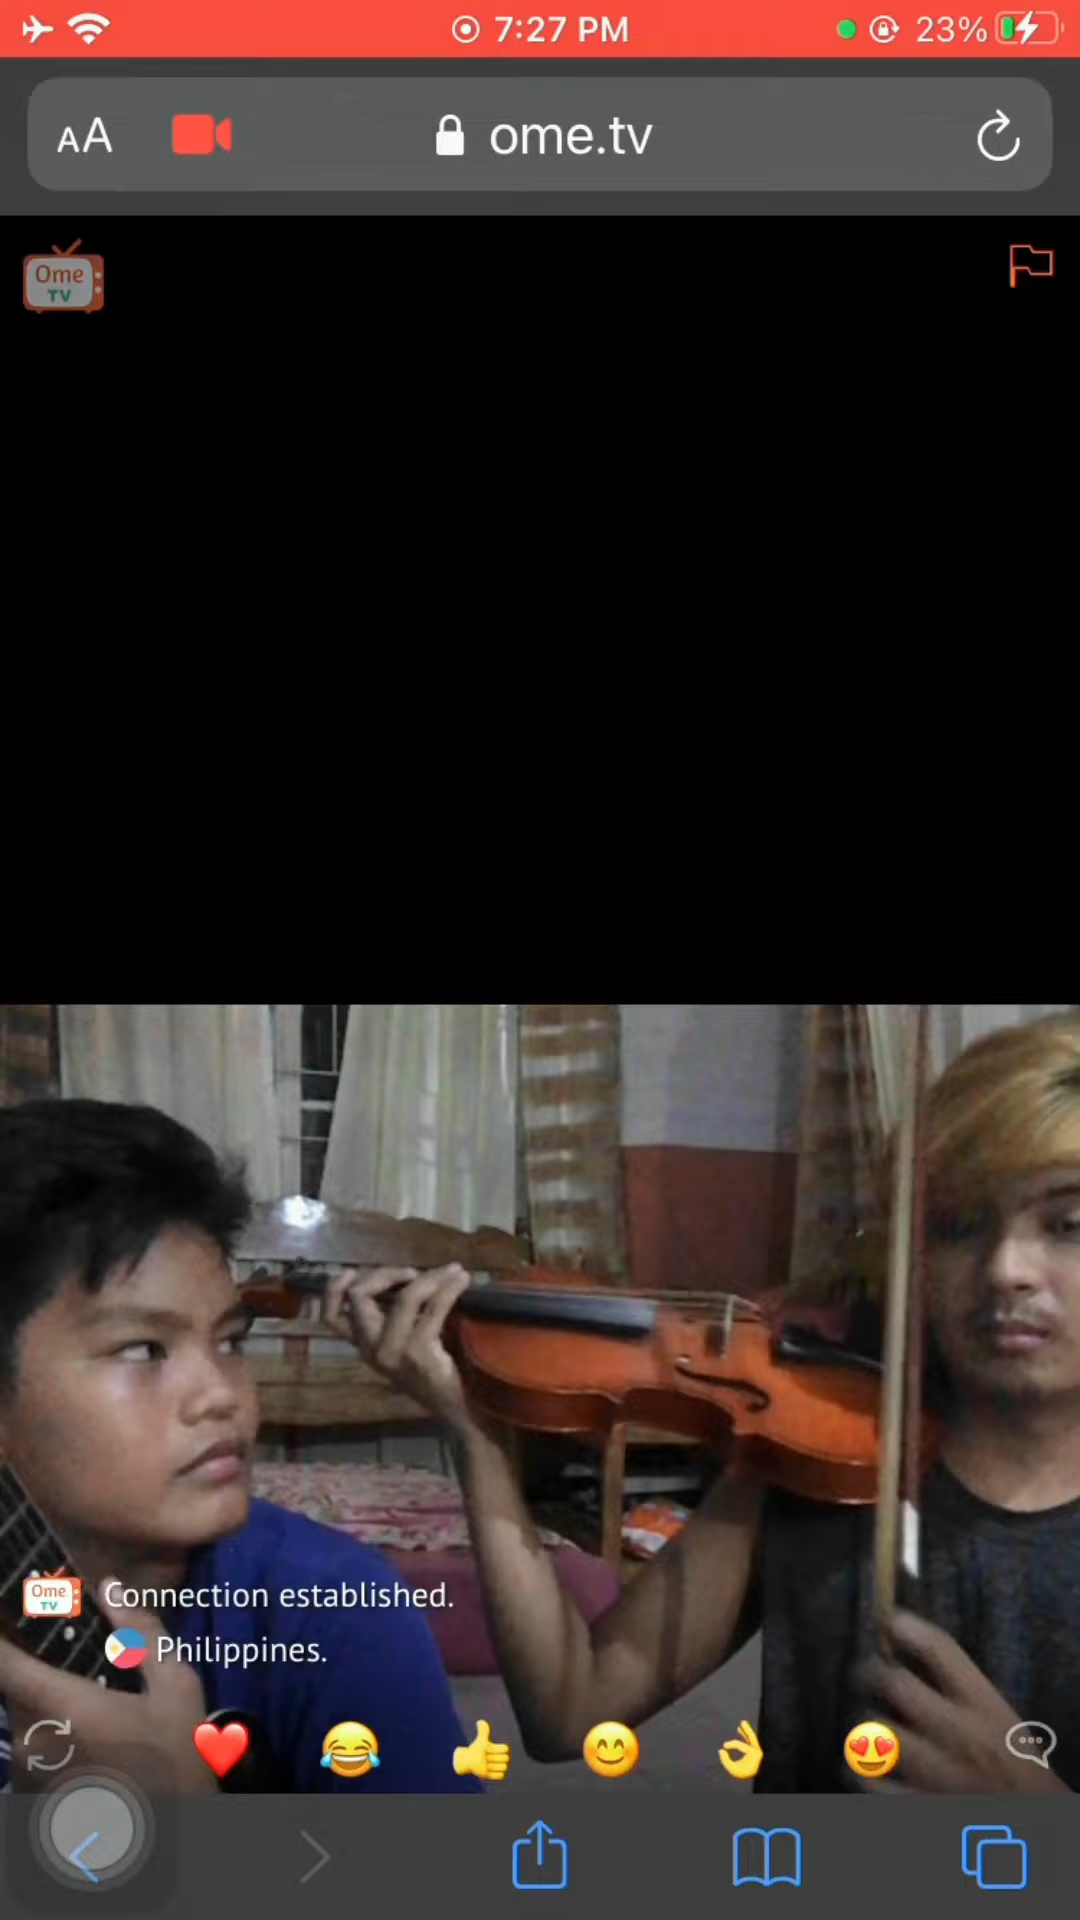 7:27 PM
23%
AA
ome.tv
Ome
TV
Ome
TV
Connection established.
Philippines.